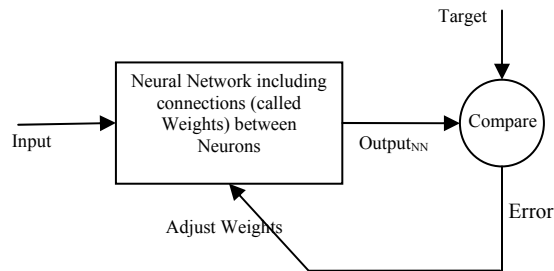 Target
Neural Network including
connections (called
Weights) between
Neurons
Compare
Input
Output_NN
Adjust Weights
Error